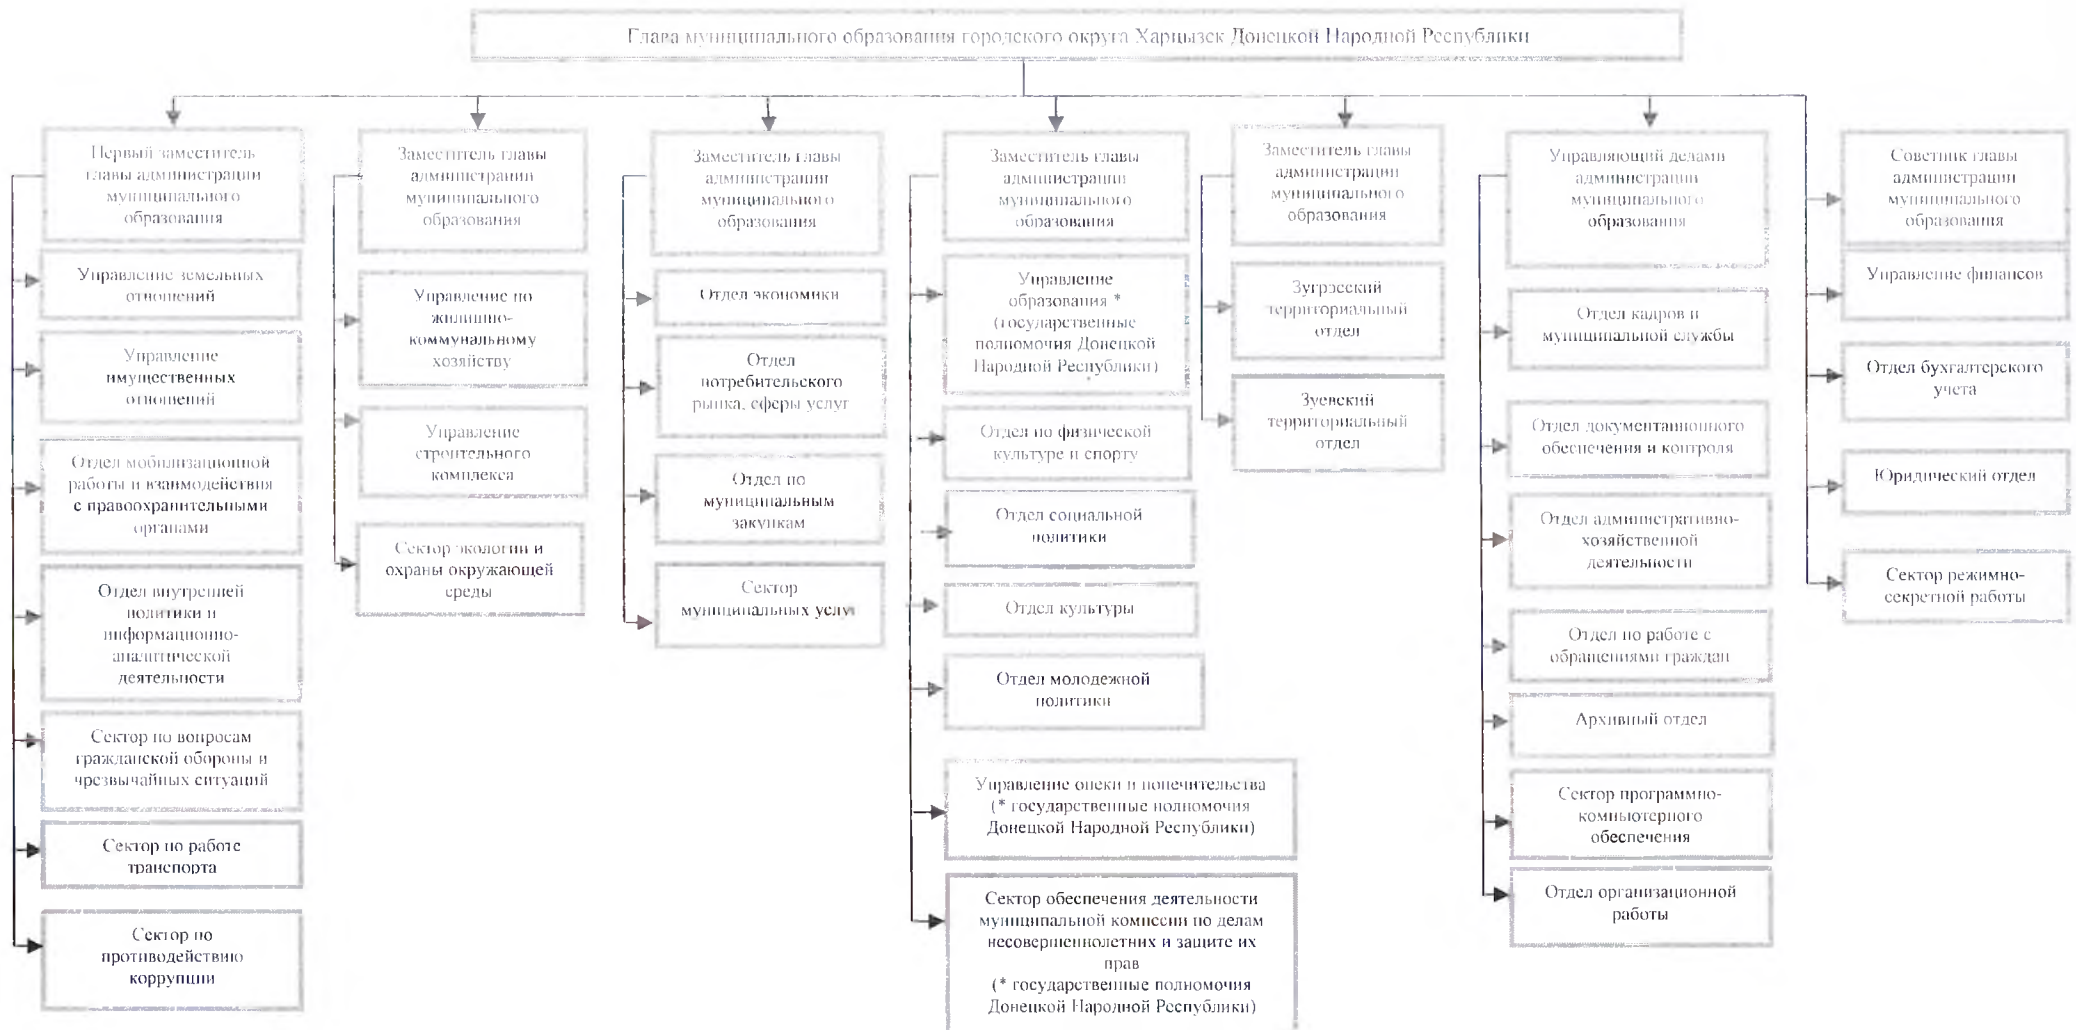 Глава муниципального образования городского округа Харцызск Донецкой Народной Республики
Первый заместитель
главы администрации
муниципального
образования
Управление земельных
отношений
Управление
имущественных
отношений
Отдел мобилизационной
работы и взаимодействия
с правоохранительными
органами
Отдел внутренней
политики и
информационно-
аналитической
деятельности
Сектор по вопросам
гражданской обороны и
чрезвычайных ситуаций
Сектор по работе
транспорта
Сектор по
противодействию
коррупции
Заместитель главы
администрации
муниципального
образования
Управление по
жилищно-
коммунальному
хозяйству
Управление
строительного
комплекса
Сектор экологии и
охраны окружающей
среды
Заместитель главы
администрации
муниципального
образования
Отдел экономики
Отдел
потребительского
рынка, сферы услуг
Отдел по
муниципальным
закупкам
Сектор
муниципальных услуг
Заместитель главы
администрации
муниципального
образования
Управление
образования *
(государственные
полномочия Донецкой
Народной Республики)
Отдел по физической
культуре и спорту
Отдел социальной
политики
Отдел культуры
Отдел молодежной
политики
Управление опеки и попечительства
(* государственные полномочия
Донецкой Народной Республики)
Сектор обеспечения деятельности
муниципальной комиссии по делам
несовершеннолетних и защите их
прав
(* государственные полномочия
Донецкой Народной Республики)
Заместитель главы
администрации
муниципального
образования
Зугрэсский
территориальный
отдел
Зуевский
территориальный
отдел
Управляющий делами
администрации
муниципального
образования
Отдел кадров и
муниципальной службы
Отдел документационного
обеспечения и контроля
Отдел административно-
хозяйственной
деятельности
Отдел по работе с
обращениями граждан
Архивный отдел
Сектор программно-
компьютерного
обеспечения
Отдел организационной
работы
Советник главы
администрации
муниципального
образования
Управление финансов
Отдел бухгалтерского
учета
Юридический отдел
Сектор режимно-
секретной работы